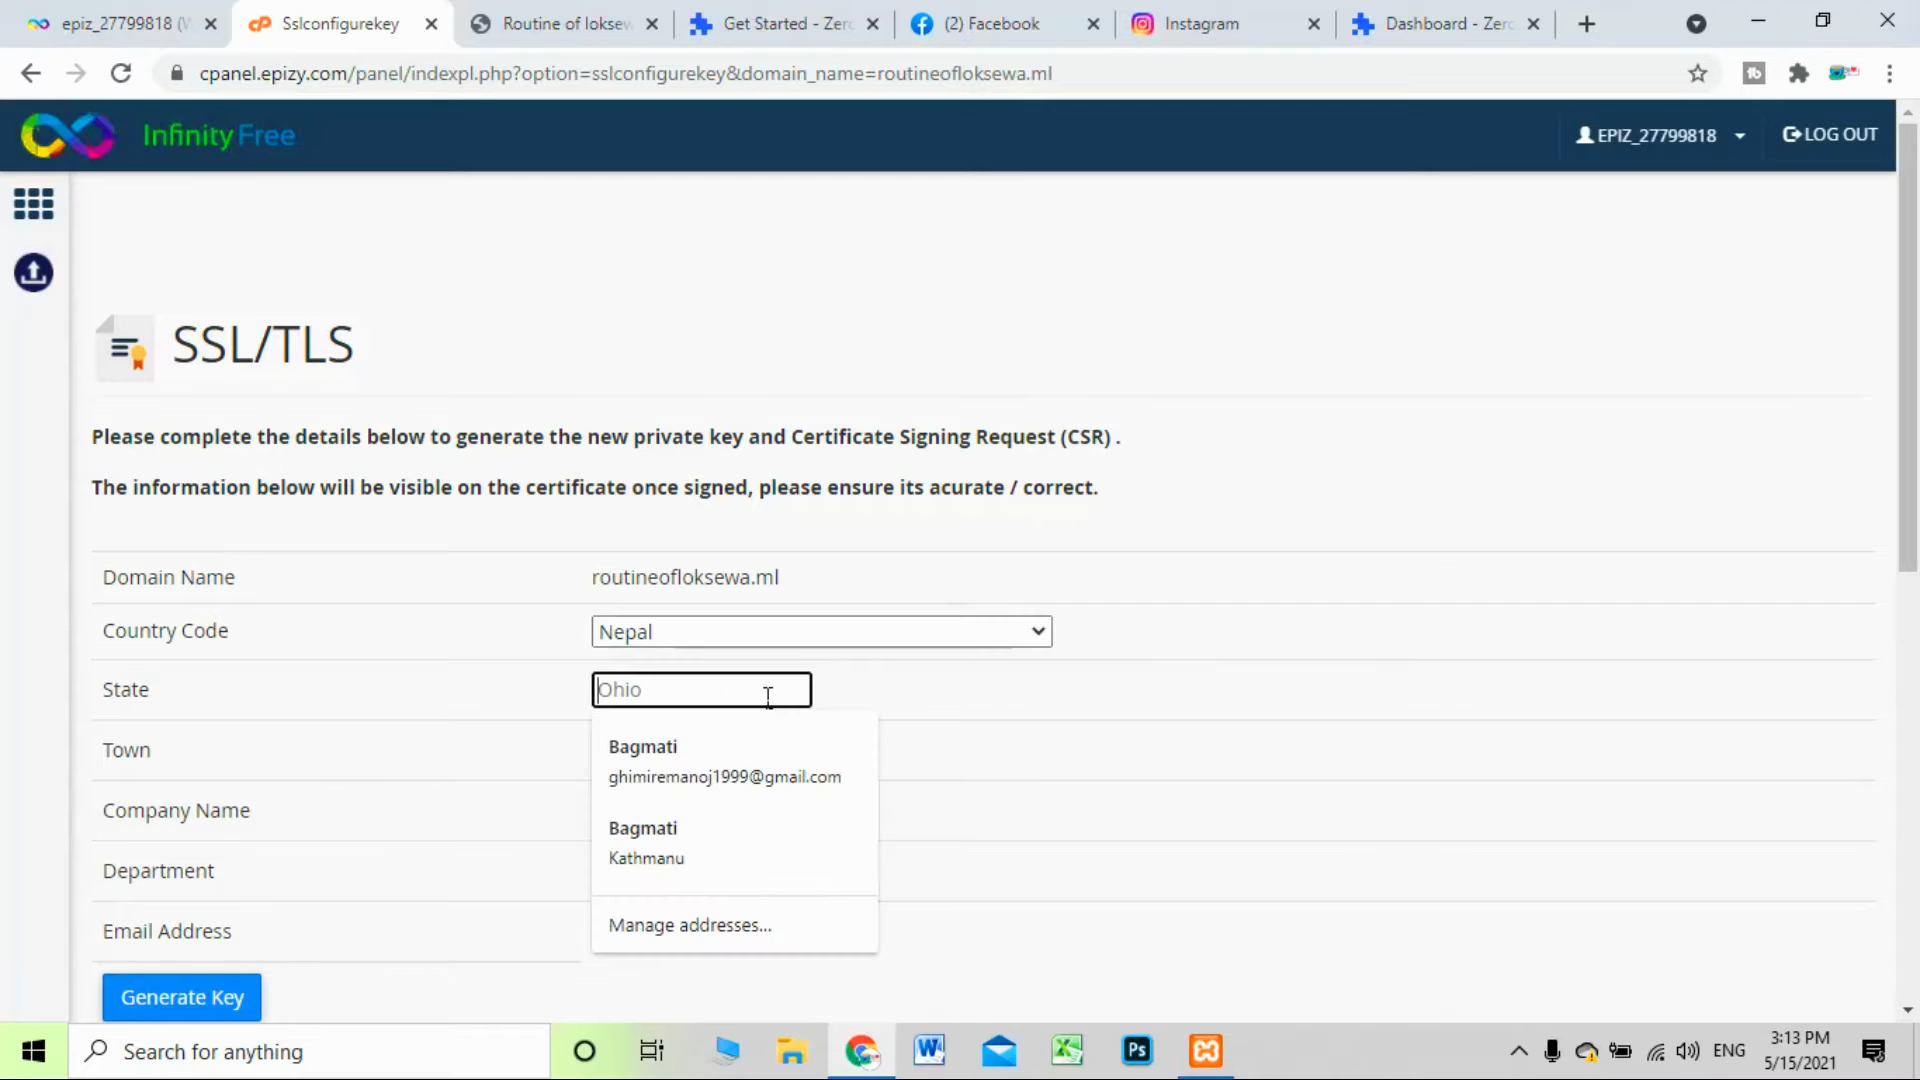 epiz_27799818 (V
Sslconfigurekey
Routine of loksew
Get Started - Zero
(2) Facebook
Instagram
Dashboard - Zero
cpanel.epizy.com/panel/indexpl.php?option=sslconfigurekey&domain_name=routineofloksewa.ml
InfinityFree
EPIZ_27799818
LOG OUT
SSL/TLS
Please complete the details below to generate the new private key and Certificate Signing Request (CSR) .
The information below will be visible on the certificate once signed, please ensure its acurate / correct.
Domain Name
routineofloksewa.ml
Country Code
Nepal
State
Ohio
Town
Bagmati
ghimiremanoj1999@gmail.com
Company Name
Bagmati
Kathmanu
Department
Manage addresses...
Email Address
Generate Key
Search for anything
ENG
3:13 PM
5/15/2021